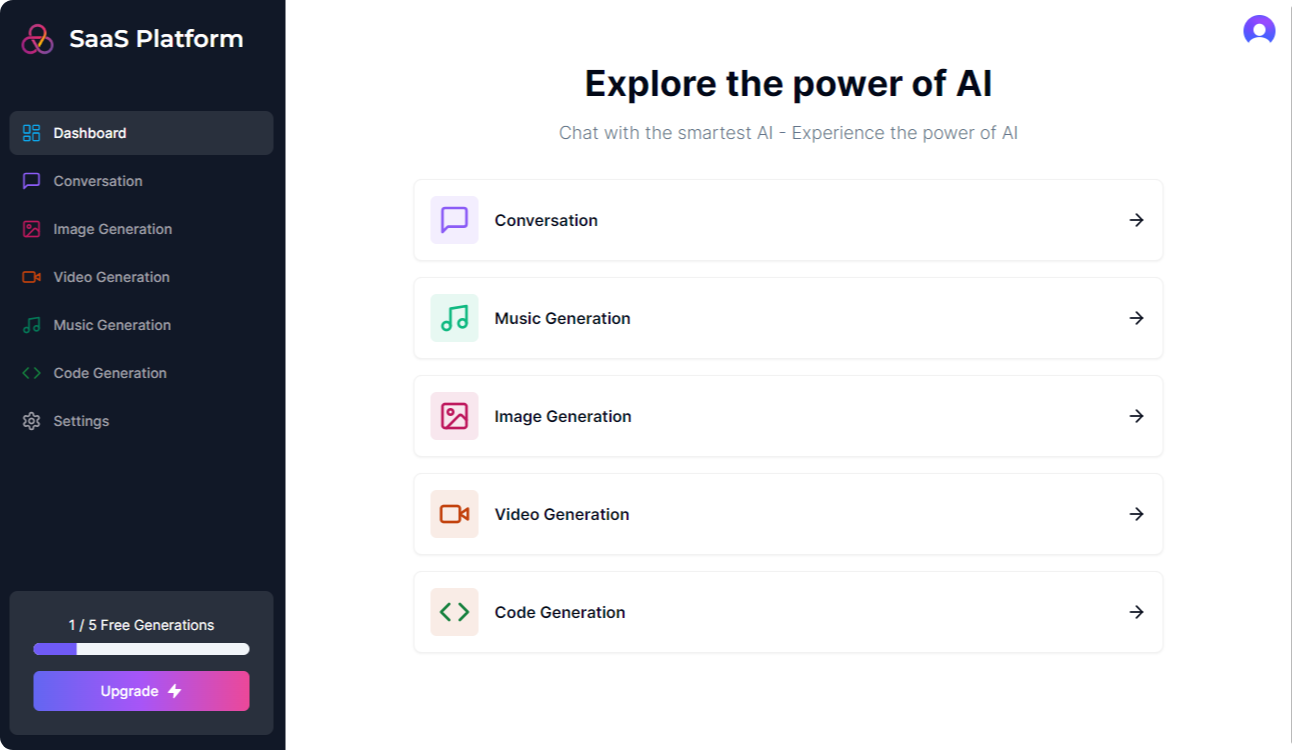 SaaS Platform
Dashboard
Conversation
Image Generation
Video Generation
Music Generation
Code Generation
Settings
1 / 5 Free Generations
Upgrade
Explore the power of AI
Chat with the smartest AI - Experience the power of AI
Conversation
Music Generation
Image Generation
Video Generation
Code Generation